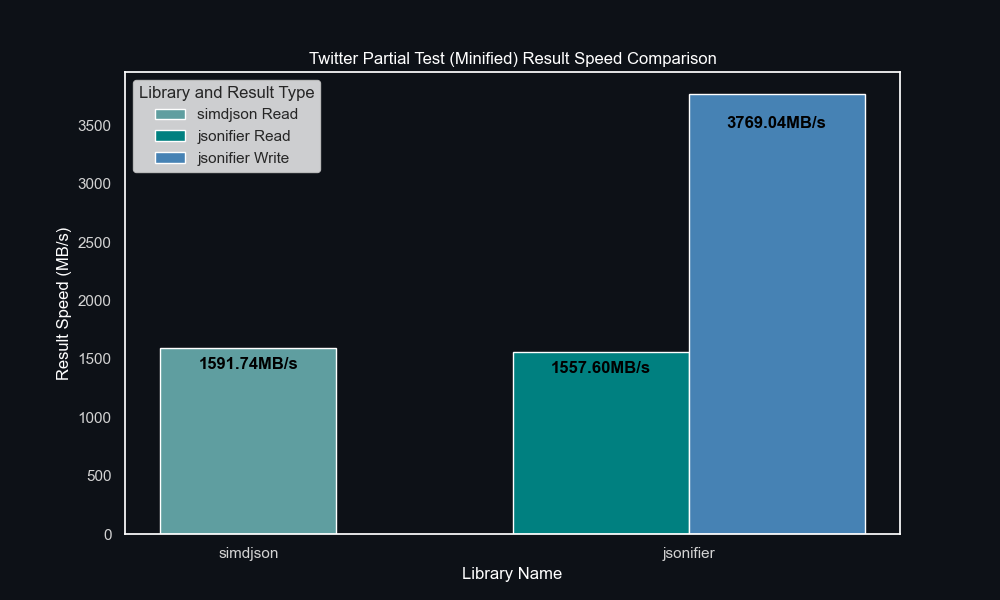 Twitter Partial Test (Minified) Result Speed Comparison
Library and Result Type
simdjson Read
jsonifier Read
jsonifier Write
Result Speed (MB/s)
3500
3000
2500
2000
1500
1000
500
0
1591.74MB/s
1557.60MB/s
3769.04MB/s
simdjson
jsonifier
Library Name